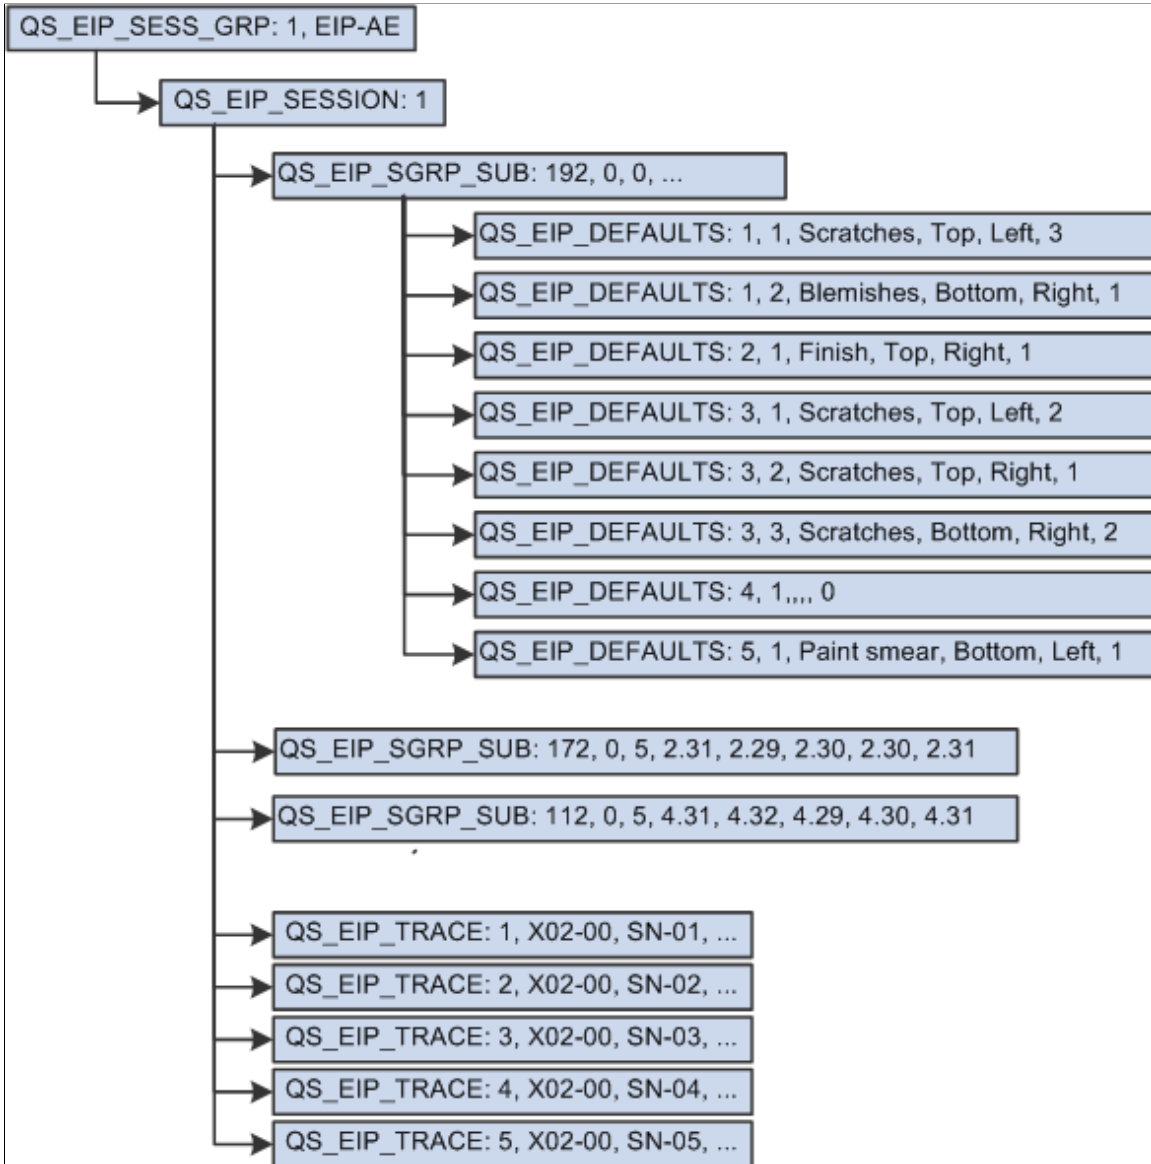 QS_EIP_SESS_GRP: 1, EIP-AE
QS_EIP_SESSION: 1
QS_EIP_SGRP_SUB: 192, 0, 0, ...
QS_EIP_DEFAULTS: 1, 1, Scratches, Top, Left, 3
QS_EIP_DEFAULTS: 1, 2, Blemishes, Bottom, Right, 1
QS_EIP_DEFAULTS: 2, 1, Finish, Top, Right, 1
QS_EIP_DEFAULTS: 3, 1, Scratches, Top, Left, 2
QS_EIP_DEFAULTS: 3, 2, Scratches, Top, Right, 1
QS_EIP_DEFAULTS: 3, 3, Scratches, Bottom, Right, 2
QS_EIP_DEFAULTS: 4, 1,,,, 0
QS_EIP_DEFAULTS: 5, 1, Paint smear, Bottom, Left, 1
QS_EIP_SGRP_SUB: 172, 0, 5, 2.31, 2.29, 2.30, 2.30, 2.31
QS_EIP_SGRP_SUB: 112, 0, 5, 4.31, 4.32, 4.29, 4.30, 4.31
QS_EIP_TRACE: 1, X02-00, SN-01, ...
QS_EIP_TRACE: 2, X02-00, SN-02, ...
QS_EIP_TRACE: 3, X02-00, SN-03, ...
QS_EIP_TRACE: 4, X02-00, SN-04, ...
QS_EIP_TRACE: 5, X02-00, SN-05, ...